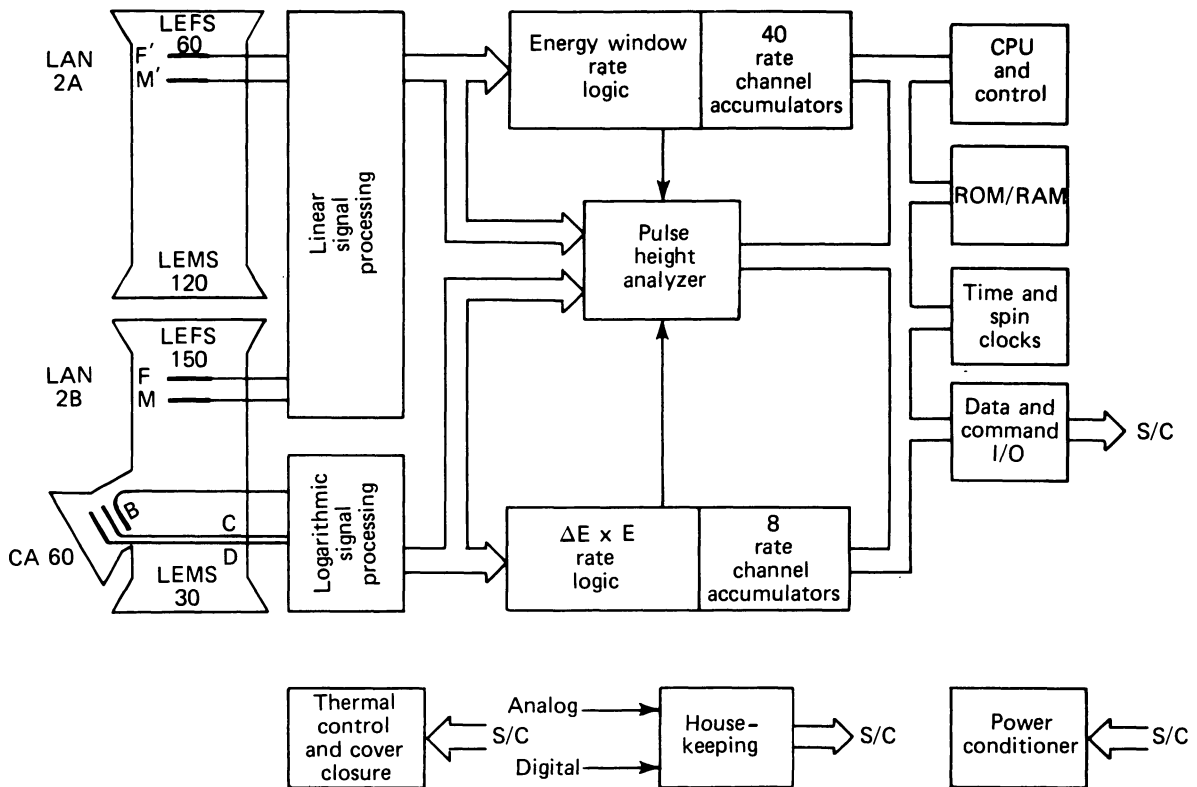 LAN
2A
LEFS
60
F'
M'
LEMS
120
LAN
2B
LEFS
150
F
M
B
C
D
CA 60
LEMS
30
Linear
signal
processing
Logarithmic
signal
processing
Energy window
rate
logic
40
rate
channel
accumulators
Pulse
height
analyzer
ΔE x E
rate
logic
8
rate
channel
accumulators
CPU
and
control
ROM/RAM
Time and
spin
clocks
Data and
command
I/O
S/C
Thermal
control
and cover
closure
S/C
Analog
Digital
House-
keeping
S/C
Power
conditioner
S/C